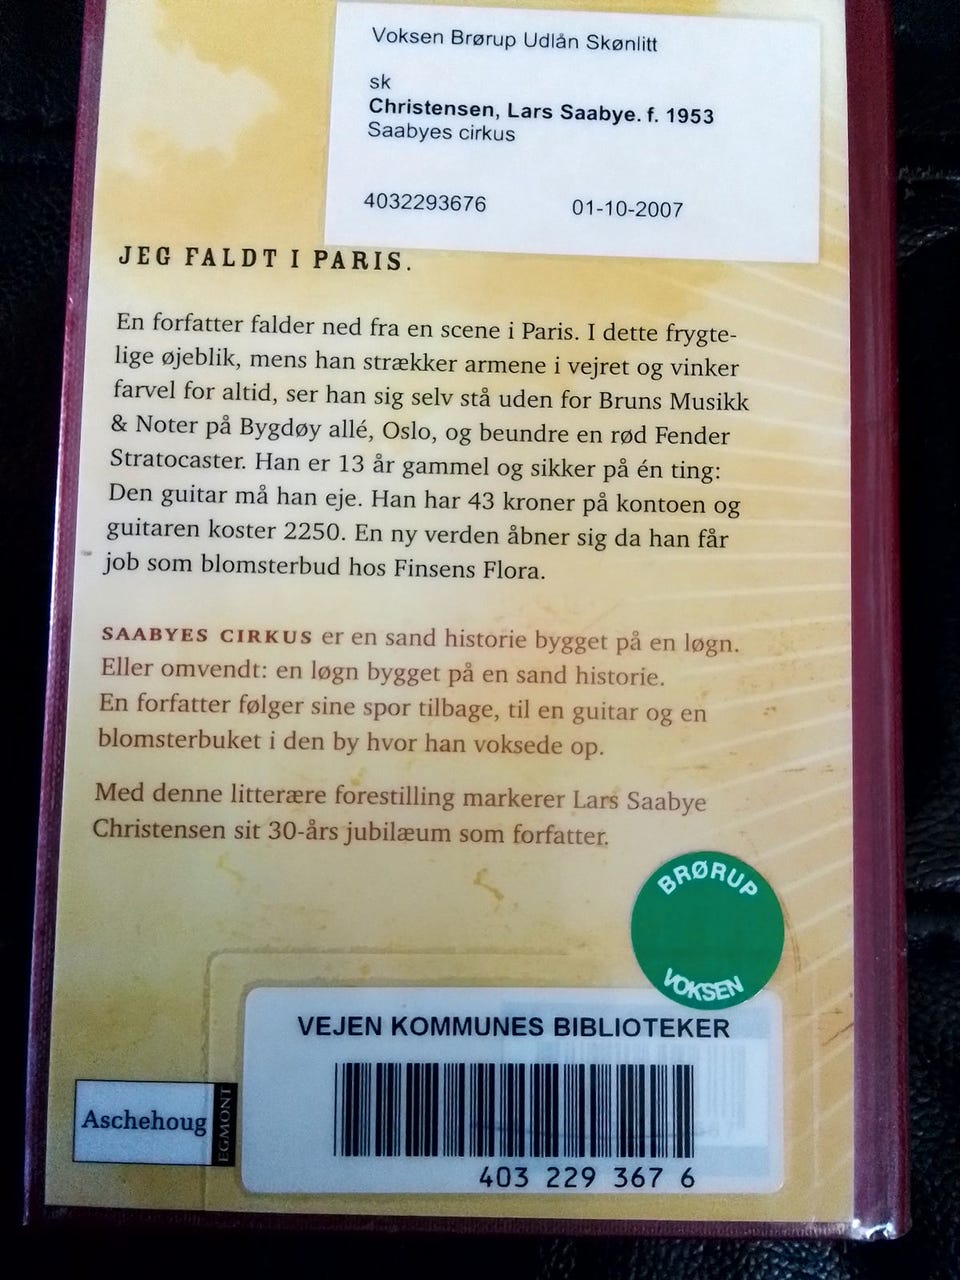 Voksen Brørup Udlån Skønlitt
sk
Christensen, Lars Saabye. f. 1953
Saabyes cirkus
4032293676 01-10-2007
JEG FALDT I PARIS.
En forfatter falder ned fra en scene i Paris. I dette frygte-
lige øjeblik, mens han strækker armene i vejret og vinker
farvel for altid, ser han sig selv stå uden for Bruns Musikk
& Noter på Bygdøy allé, Oslo, og beundre en rød Fender
Stratocaster. Han er 13 år gammel og sikker på én ting:
Den guitar må han eje. Han har 43 kroner på kontoen og
guitaren koster 2250. En ny verden åbner sig da han får
job som blomsterbud hos Finsens Flora.
SAABYES CIRKUS er en sand historie bygget på en løgn.
Eller omvendt: en løgn bygget på en sand historie.
En forfatter følger sine spor tilbage, til en guitar og en
blomsterbuket i den by hvor han voksede op.
Med denne litterære forestilling markerer Lars Saabye
Christensen sit 30-års jubilæum som forfatter.
BRØRUP
VOKSEN
VEJEN KOMMUNES BIBLIOTEKER
403 229 367 6
Aschehoug
EGMONT